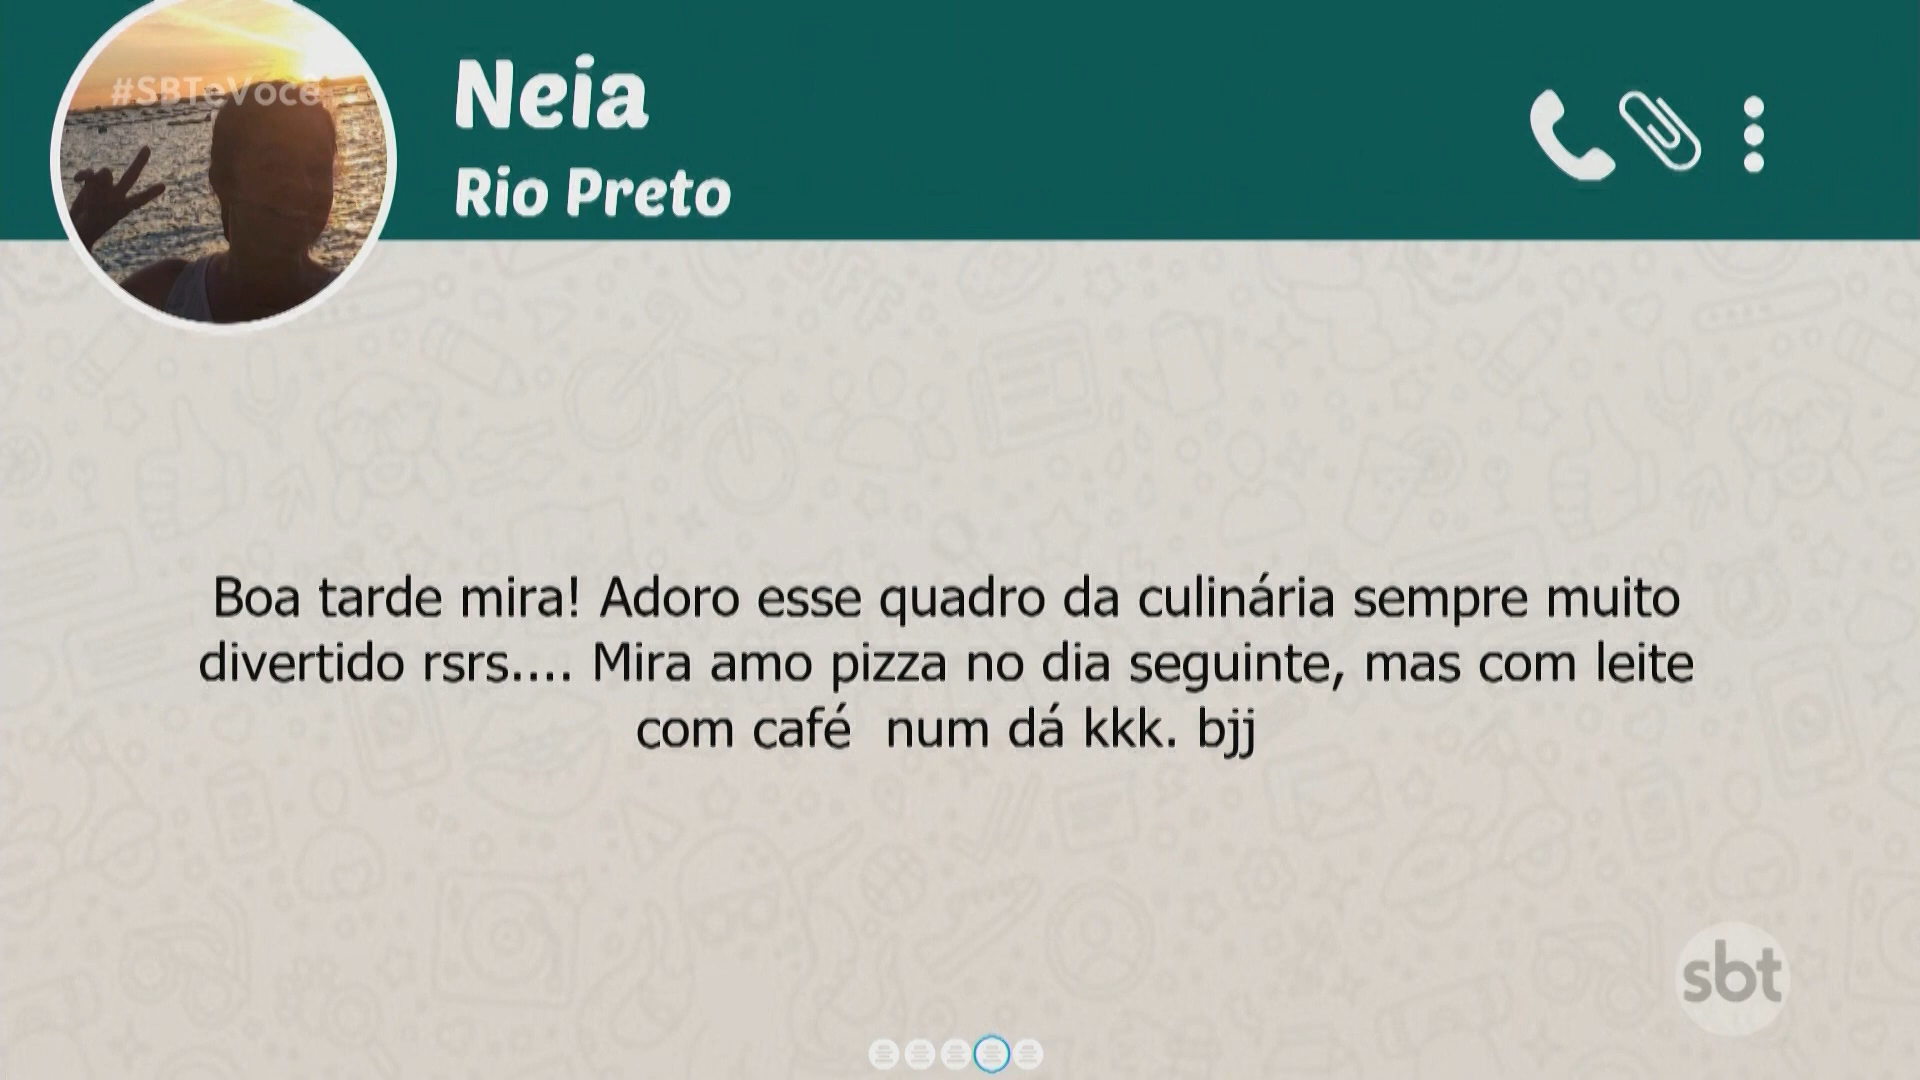 #SBTeVocê
Neia
Rio Preto
Boa tarde mira! Adoro esse quadro da culinária sempre muito
divertido rsrs.... Mira amo pizza no dia seguinte, mas com leite
com café  num dá kkk. bjj
sbt